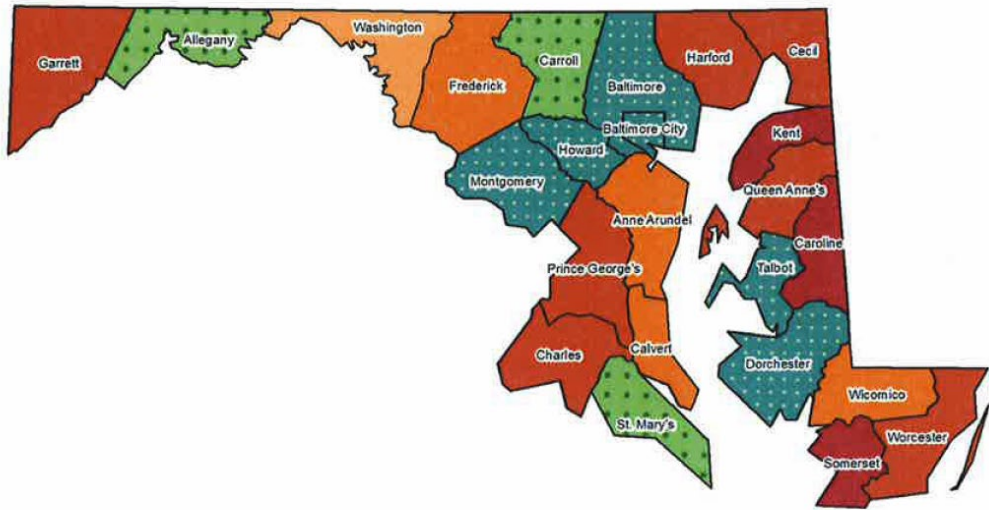 Washington
Allegany
Garrett
Carroll
Harford
Cecil
Frederick
Baltimore
Baltimore City
Kent
Howard
Montgomery
Queen Anne's
Anne Arundel
Caroline
Talbot
Prince George's
Charles
Calvert
Dorchester
Wicomico
St. Mary's
Worcester
Somerset